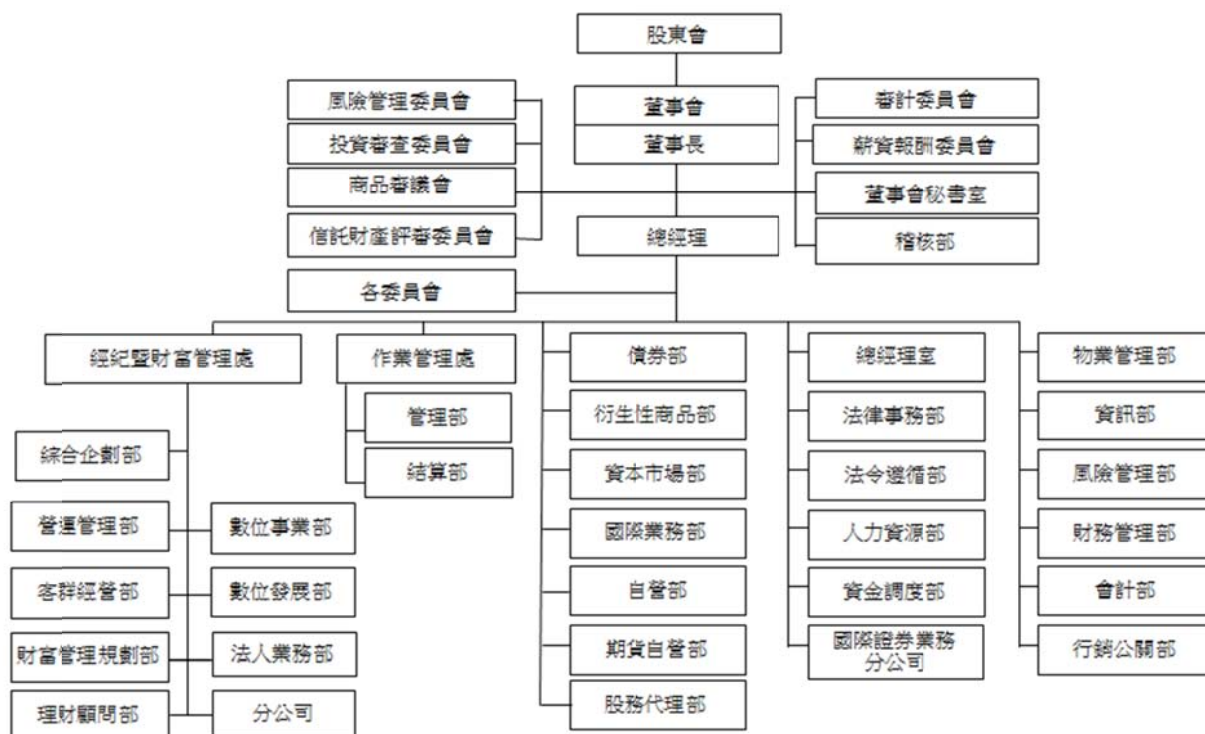 股東會
風險管理委員會
董事會
審計委員會
投資審查委員會
董事長
薪資報酬委員會
商品審議會
董事會秘書室
信託財產評審委員會
總經理
稽核部
各委員會
經紀暨財富管理處
作業管理處
債券部
總經理室
物業管理部
管理部
衍生性商品部
法律事務部
資訊部
綜合企劃部
结算部
資本市場部
法令遵循部
風險管理部
營運管理部
數位事業部
國際業務部
人力資源部
財務管理部
客群經營部
數位發展部
自營部
資金調度部
會計部
財富管理規劃部
法人業務部
期貨自營部
國際證券業務
分公司
行銷公關部
理財顧問部
分公司
股務代理部